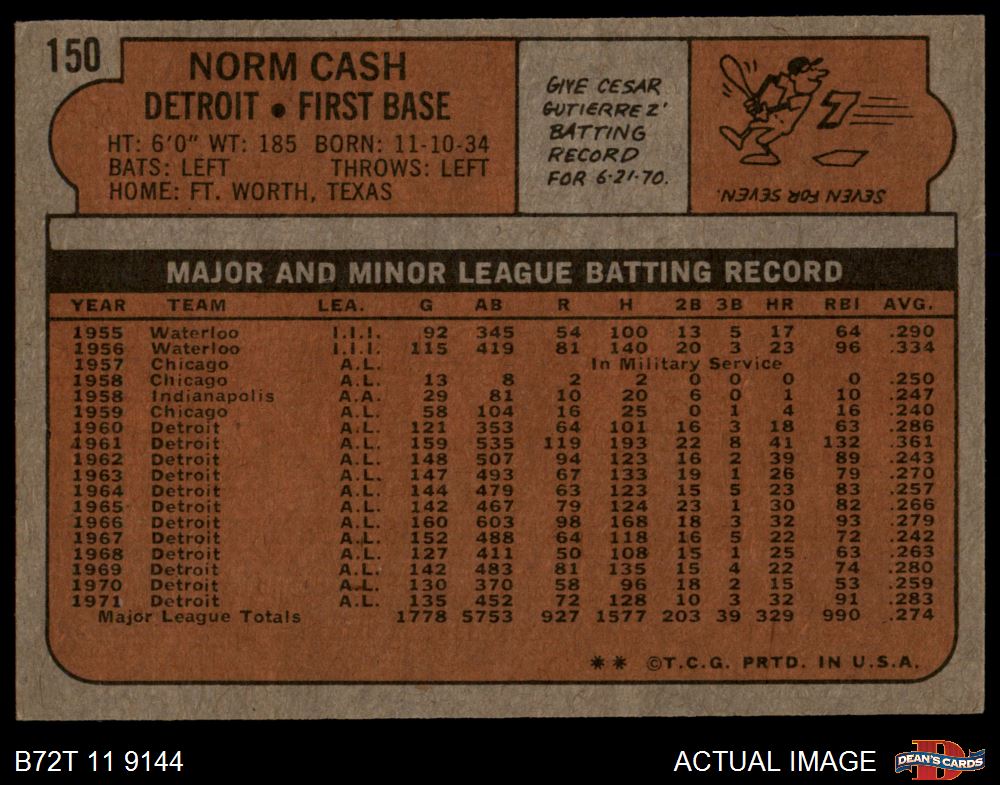 150
NORM CASH
DETROIT • FIRST BASE
HT: 6'0" WT: 185 BORN: 11-10-34
BATS: LEFT THROWS: LEFT
HOME: FT. WORTH, TEXAS
GIVE CESAR
GUTIERREZ'
BATTING
RECORD
FOR 6-21-70.
7
SEVEN FOR SEVEN.
MAJOR AND MINOR LEAGUE BATTING RECORD
YEAR TEAM LEA. G AB R H 2B 3B HR RBI AVG.
1955 Waterloo I.I.I. 92 345 54 100 13 5 17 64 .290
1956 Waterloo I.I.I. 115 419 81 140 20 3 23 96 .334
1957 Chicago A.L. In Military Service
1958 Chicago A.L. 13 8 2 2 0 0 0 0 .250
1958 Indianapolis A.A. 29 81 10 20 6 0 1 10 .247
1959 Chicago A.L. 58 104 16 25 0 1 4 16 .240
1960 Detroit A.L. 121 353 64 101 16 3 18 63 .286
1961 Detroit A.L. 159 535 119 193 22 8 41 132 .361
1962 Detroit A.L. 148 507 94 123 16 2 39 89 .243
1963 Detroit A.L. 147 493 67 133 19 1 26 79 .270
1964 Detroit A.L. 144 479 63 123 15 5 23 83 .257
1965 Detroit A.L. 142 467 79 124 23 1 30 82 .266
1966 Detroit A.L. 160 603 98 168 18 3 32 93 .279
1967 Detroit A.L. 152 488 64 118 16 5 22 72 .242
1968 Detroit A.L. 127 411 50 108 15 1 25 63 .263
1969 Detroit A.L. 142 483 81 135 15 4 22 74 .280
1970 Detroit A.L. 130 370 58 96 18 2 15 53 .259
1971 Detroit A.L. 135 452 72 128 10 3 32 91 .283
Major League Totals 1778 5753 927 1577 203 39 329 990 .274
** ©T.C.G. PRTD. IN U.S.A.
B72T 11 9144
ACTUAL IMAGE
D
DEAN'S CARDS